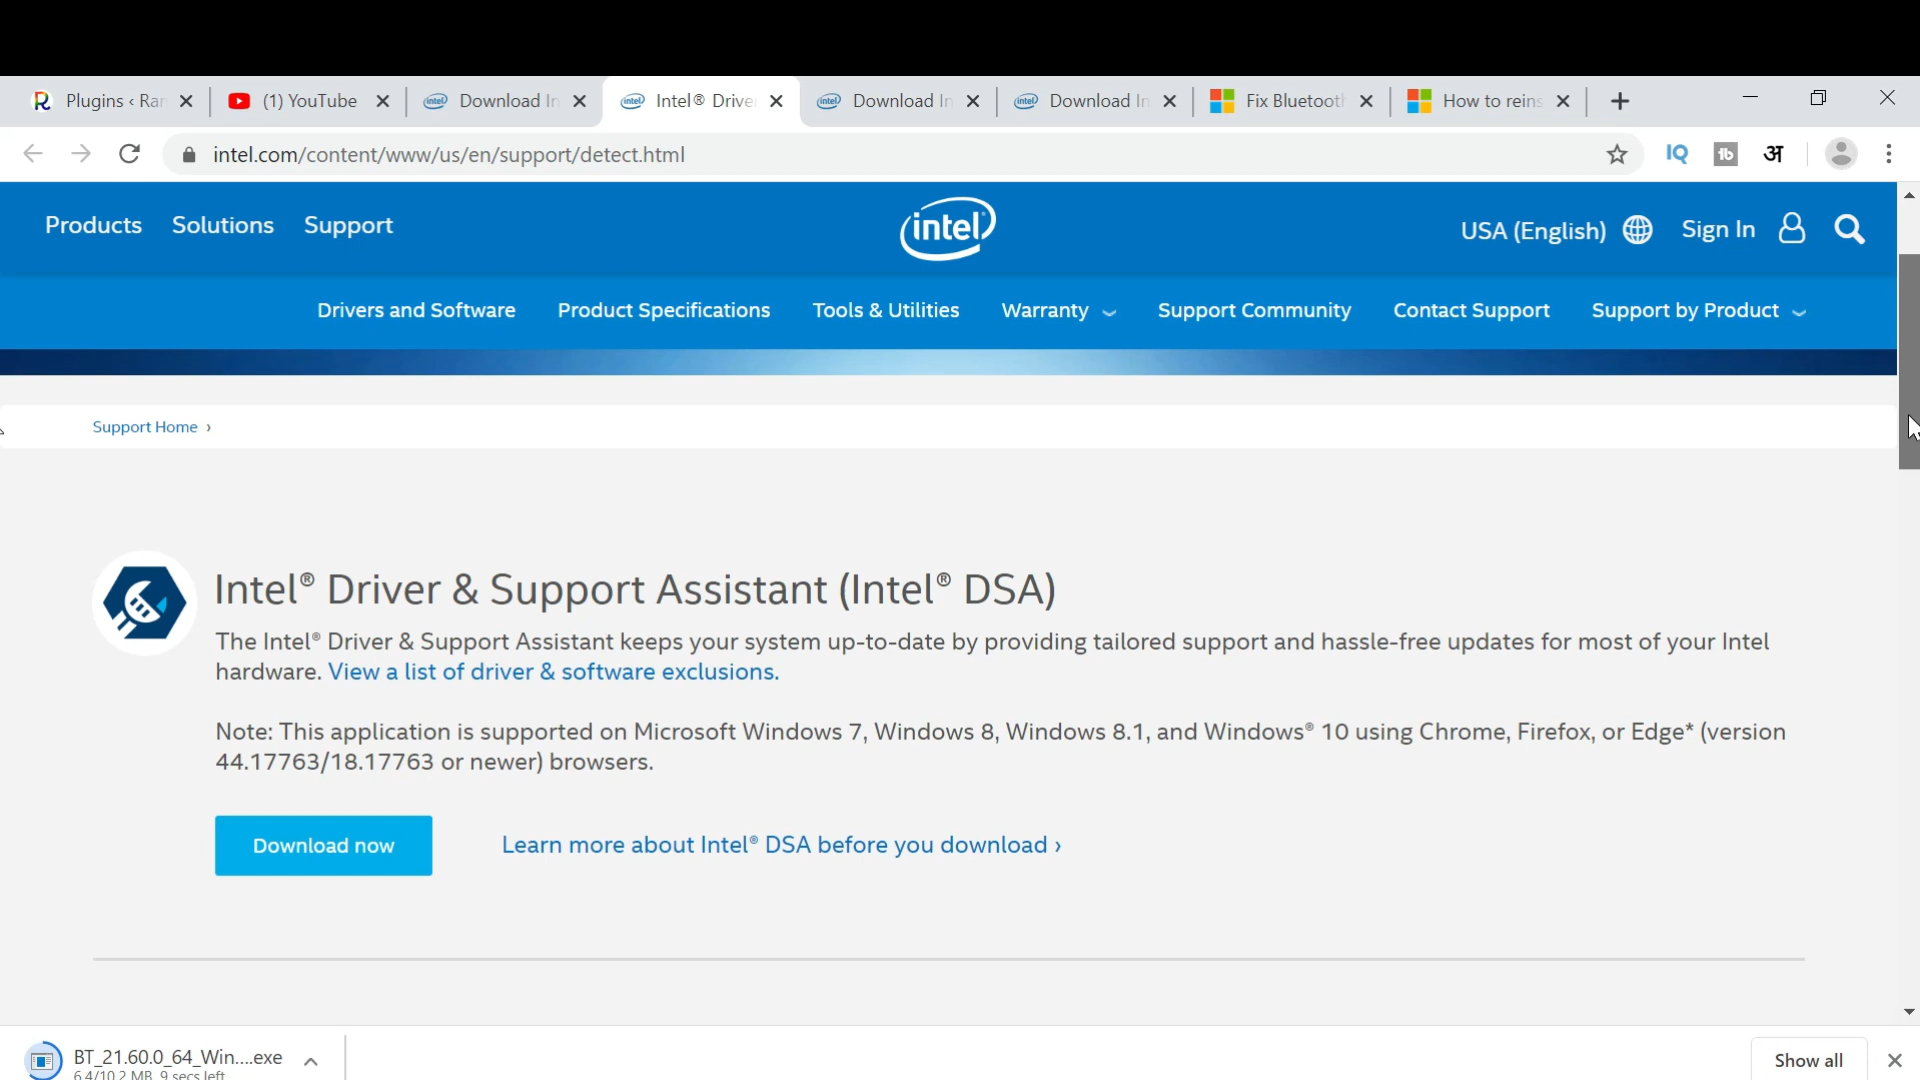 Plugins ‹ Ran
(1) YouTube
intel Download In
intel Intel® Drive
intel Download In
intel Download In
Fix Bluetooth
How to reins
intel.com/content/www/us/en/support/detect.html
IQ
tb
अ
Products
Solutions
Support
intel
USA (English)
Sign In
Drivers and Software
Product Specifications
Tools & Utilities
Warranty
Support Community
Contact Support
Support by Product
Support Home ›
Intel® Driver & Support Assistant (Intel® DSA)
The Intel® Driver & Support Assistant keeps your system up-to-date by providing tailored support and hassle-free updates for most of your Intel
hardware. View a list of driver & software exclusions.
Note: This application is supported on Microsoft Windows 7, Windows 8, Windows 8.1, and Windows® 10 using Chrome, Firefox, or Edge* (version
44.17763/18.17763 or newer) browsers.
Download now
Learn more about Intel® DSA before you download ›
BT_21.60.0_64_Win....exe
6.4/10.2 MB, 9 secs left
Show all